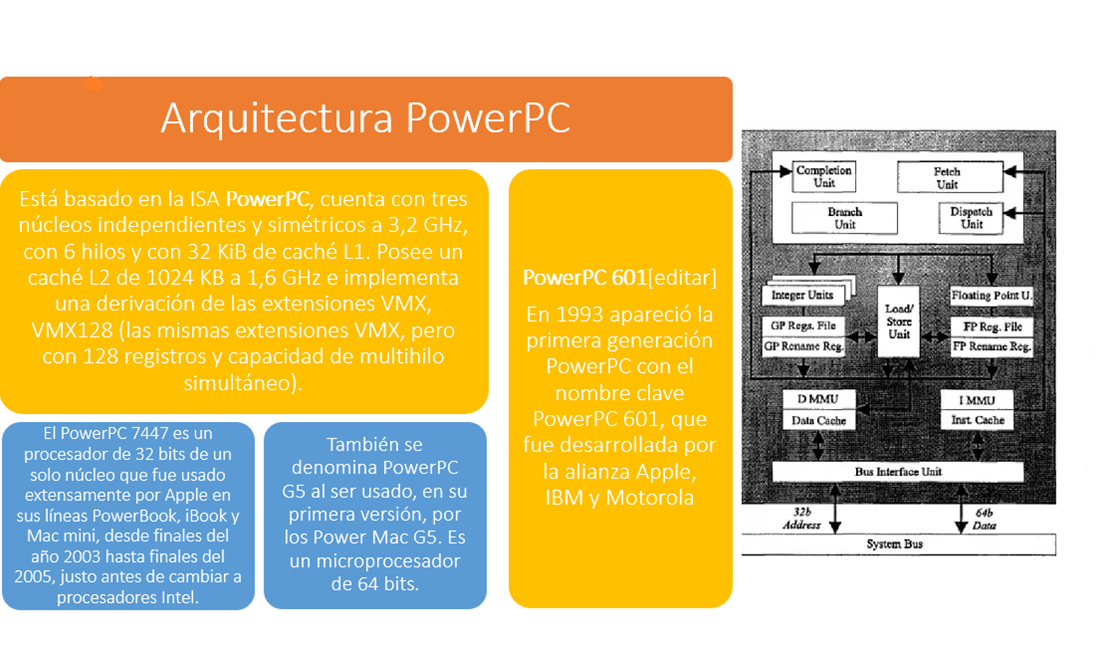 Arquitectura PowerPC
Está basado en la ISA PowerPC, cuenta con tres
núcleos independientes y simétricos a 3,2 GHz,
con 6 hilos y con 32 KiB de caché L1. Posee un
caché L2 de 1024 KB a 1,6 GHz e implementa
una derivación de las extensiones VMX,
VMX128 (las mismas extensiones VMX, pero
con 128 registros y capacidad de multihilo
simultáneo).
El PowerPC 7447 es un
procesador de 32 bits de un
solo núcleo que fue usado
extensamente por Apple en
sus líneas PowerBook, iBook y
Mac mini, desde finales del
año 2003 hasta finales del
2005, justo antes de cambiar a
procesadores Intel.
También se
denomina PowerPC
G5 al ser usado, en su
primera versión, por
los Power Mac G5. Es
un microprocesador
de 64 bits.
PowerPC 601[editar]
En 1993 apareció la
primera generación
PowerPC con el
nombre clave
PowerPC 601, que
fue desarrollada por
la alianza Apple,
IBM y Motorola
Completion
Unit
Fetch
Unit
Branch
Unit
Dispatch
Unit
Integer Units
Load/
Store
Unit
Floating Point U.
GP Regs. File
GP Rename Reg.
FP Reg. File
FP Rename Reg.
D MMU
Data Cache
I MMU
Inst. Cache
Bus Interface Unit
32b
Address
64b
Data
System Bus